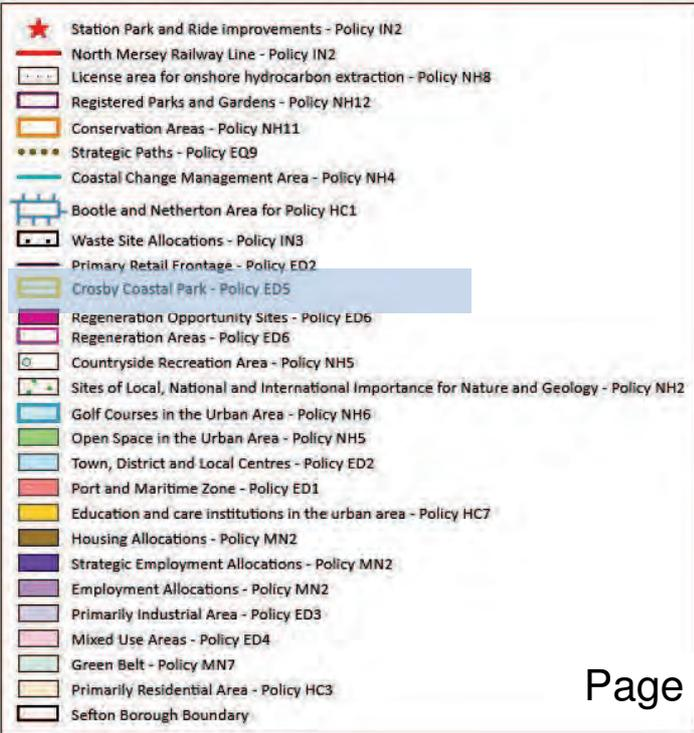 Station Park and Ride improvements - Policy IN2
North Mersey Railway Line - Policy IN2
License area for onshore hydrocarbon extraction - Policy NH8
Registered Parks and Gardens - Policy NH12
Conservation Areas - Policy NH11
Strategic Paths - Policy EQ9
Coastal Change Management Area - Policy NH4
Bootle and Netherton Area for Policy HC1
Waste Site Allocations - Policy IN3
Primary Retail Frontage - Policy ED2
Crosby Coastal Park - Policy ED5
Regeneration Opportunity Sites - Policy ED6
Regeneration Areas - Policy ED6
Countryside Recreation Area - Policy NH5
Sites of Local, National and International Importance for Nature and Geology - Policy NH2
Golf Courses in the Urban Area - Policy NH6
Open Space in the Urban Area - Policy NH5
Town, District and Local Centres - Policy ED2
Port and Maritime Zone - Policy ED1
Education and care institutions in the urban area - Policy HC7
Housing Allocations - Policy MN2
Strategic Employment Allocations - Policy MN2
Employment Allocations - Policy MN2
Primarily Industrial Area - Policy ED3
Mixed Use Areas - Policy ED4
Green Belt - Policy MN7
Primarily Residential Area - Policy HC3
Sefton Borough Boundary
Page